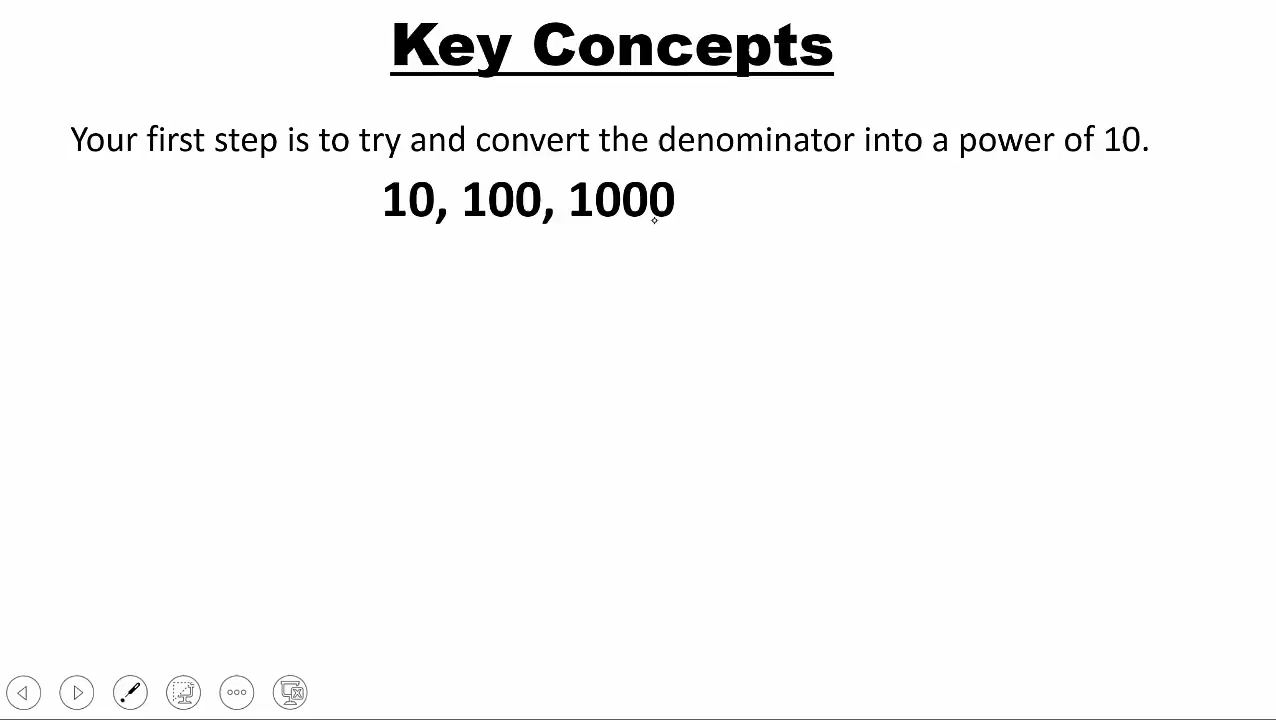 Key Concepts
Your first step is to try and convert the denominator into a power of 10.
10, 100, 1000